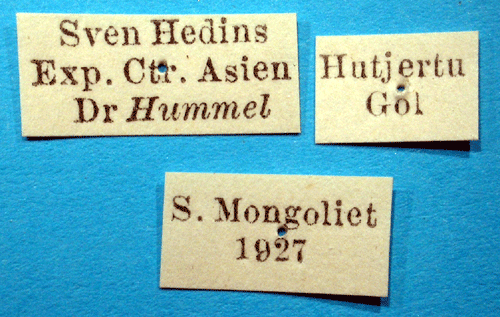 Sven Hedins
Exp. Ctr. Asien
Dr Hummel
Hutjertu
Gol
S. Mongoliet
1927